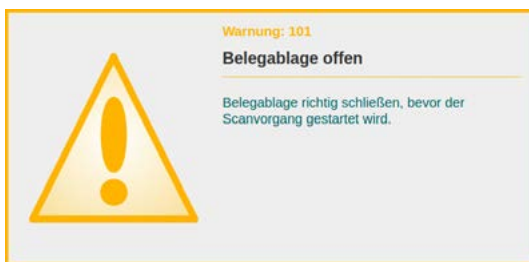 Warnung: 101
Belegablage offen
Belegablage richtig schließen, bevor der
Scanvorgang gestartet wird.